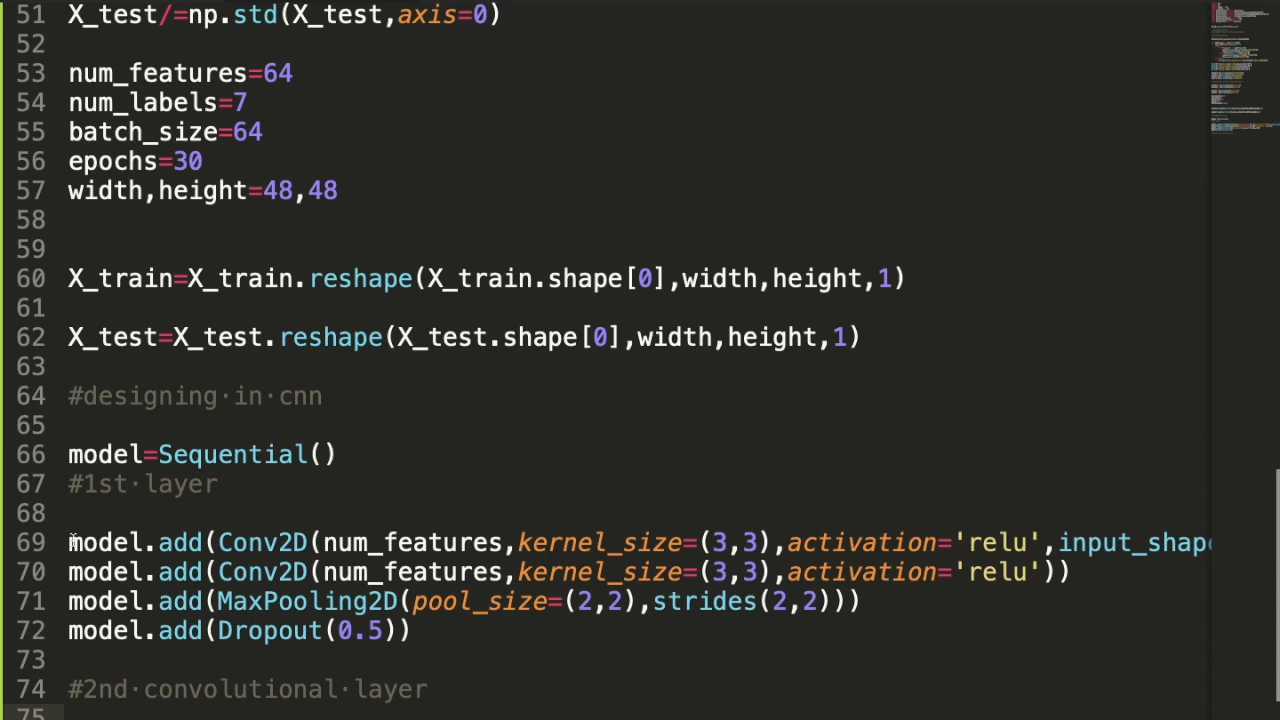 51 X_test/=np.std(X_test,axis=0)
52
53 num_features=64
54 num_labels=7
55 batch_size=64
56 epochs=30
57 width,height=48,48
58
59
60 X_train=X_train.reshape(X_train.shape[0],width,height,1)
61
62 X_test=X_test.reshape(X_test.shape[0],width,height,1)
63
64 #designing·in·cnn
65
66 model=Sequential()
67 #1st·layer
68
69 model.add(Conv2D(num_features,kernel_size=(3,3),activation='relu',input_shap
70 model.add(Conv2D(num_features,kernel_size=(3,3),activation='relu'))
71 model.add(MaxPooling2D(pool_size=(2,2),strides(2,2)))
72 model.add(Dropout(0.5))
73
74 #2nd·convolutional·layer
75